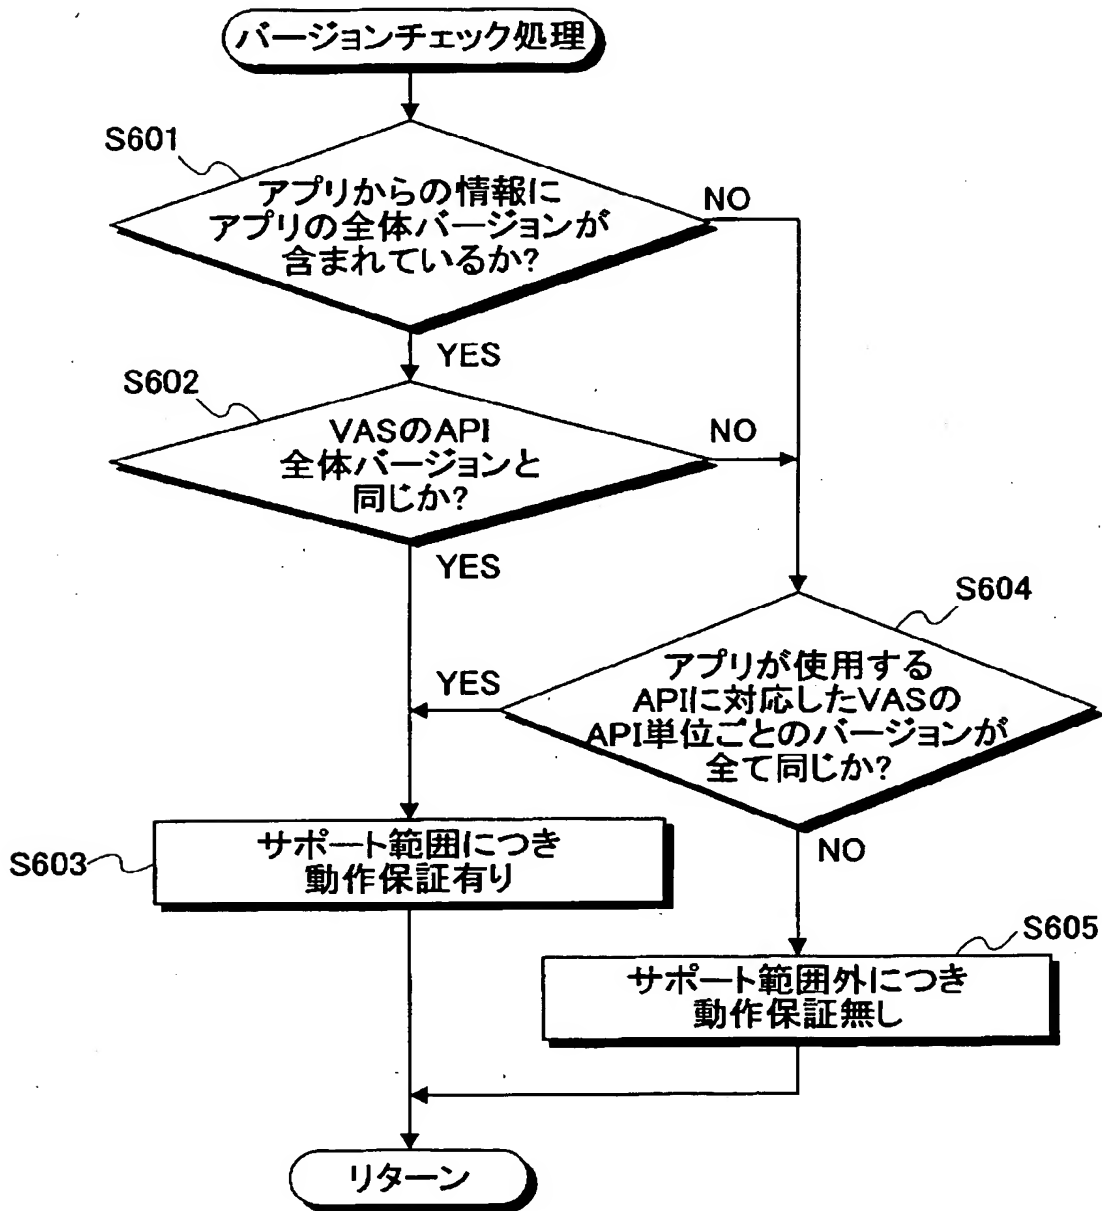 バージョンチェック処理
S601
アプリからの情報に
アプリの全体バージョンが
含まれているか?
NO
YES
S602
VASのAPI
全体バージョンと
同じか?
NO
YES
S604
アプリが使用する
APIに対応したVASの
API単位ごとのバージョンが
全て同じか?
YES
NO
S603
サポート範囲につき
動作保証有り
S605
サポート範囲外につき
動作保証無し
リターン